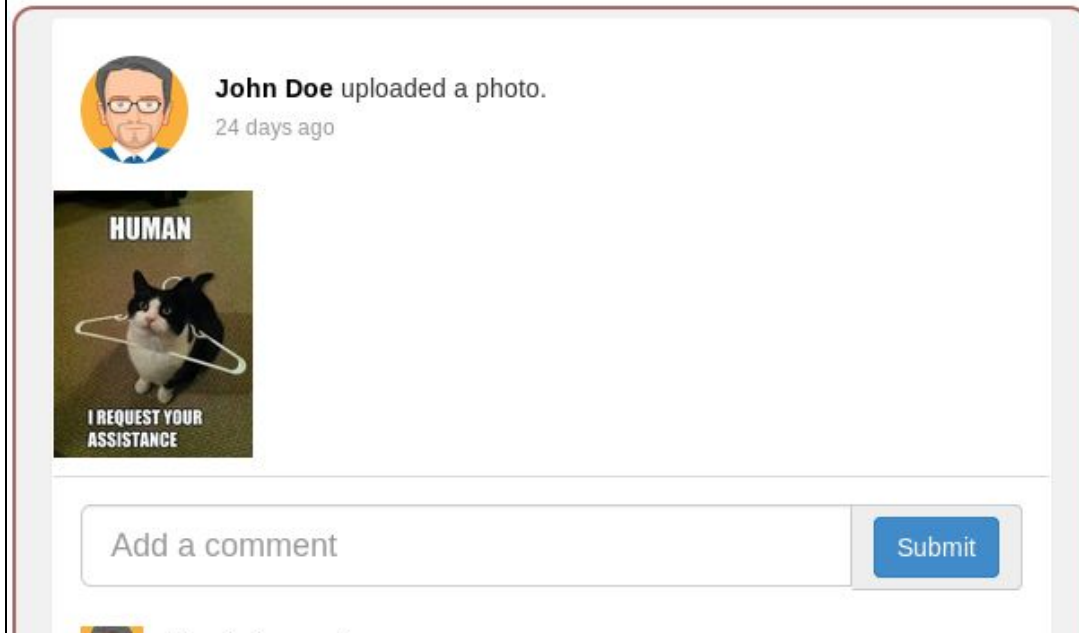 John Doe uploaded a photo.
24 days ago
HUMAN
I REQUEST YOUR
ASSISTANCE
Add a comment
Submit